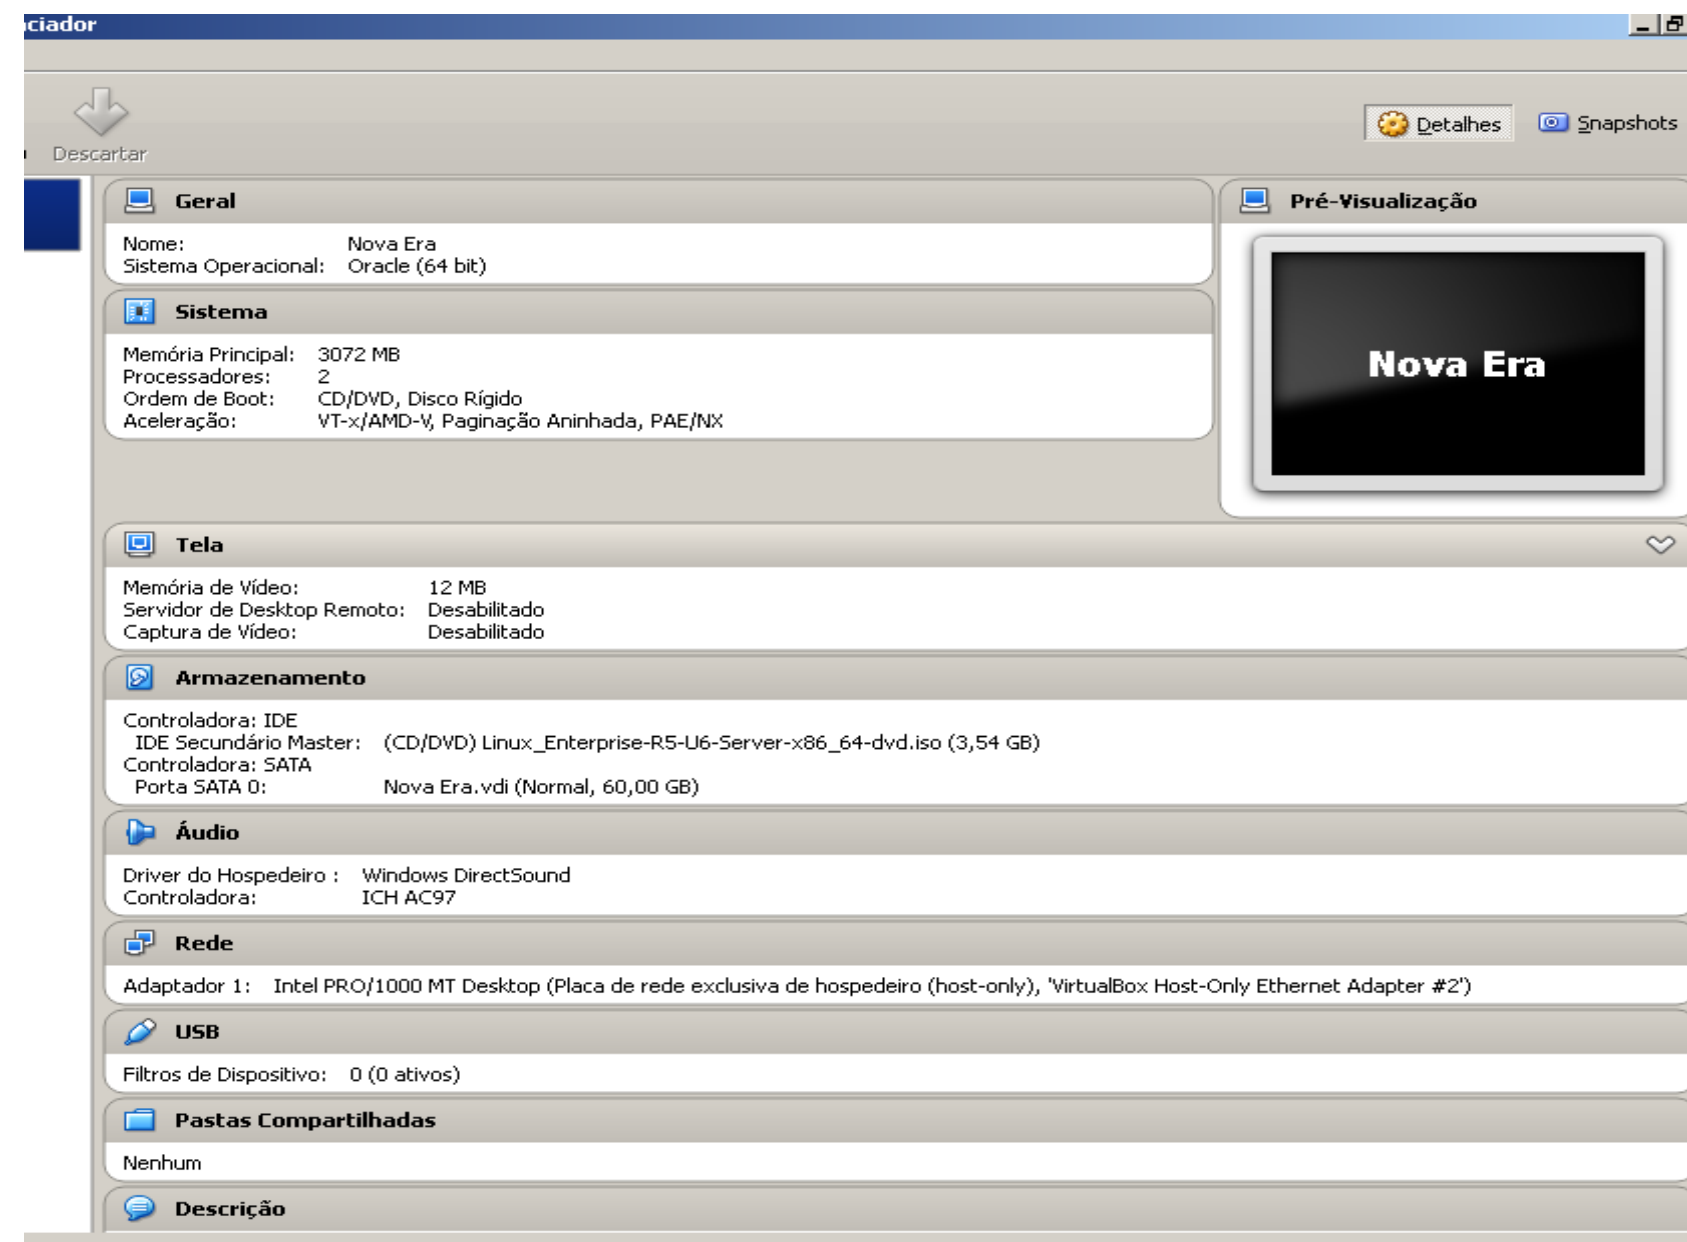 ciador
Descartar
Detalhes
Snapshots
Geral
Nome: Nova Era
Sistema Operacional: Oracle (64 bit)
Pré-Visualização
Nova Era
Sistema
Memória Principal: 3072 MB
Processadores: 2
Ordem de Boot: CD/DVD, Disco Rígido
Aceleração: VT-x/AMD-V, Paginação Aninhada, PAE/NX
Tela
Memória de Vídeo: 12 MB
Servidor de Desktop Remoto: Desabilitado
Captura de Vídeo: Desabilitado
Armazenamento
Controladora: IDE
IDE Secundário Master: (CD/DVD) Linux_Enterprise-R5-U6-Server-x86_64-dvd.iso (3,54 GB)
Controladora: SATA
Porta SATA 0: Nova Era.vdi (Normal, 60,00 GB)
Áudio
Driver do Hospedeiro : Windows DirectSound
Controladora: ICH AC97
Rede
Adaptador 1: Intel PRO/1000 MT Desktop (Placa de rede exclusiva de hospedeiro (host-only), 'VirtualBox Host-Only Ethernet Adapter #2')
USB
Filtros de Dispositivo: 0 (0 ativos)
Pastas Compartilhadas
Nenhum
Descrição